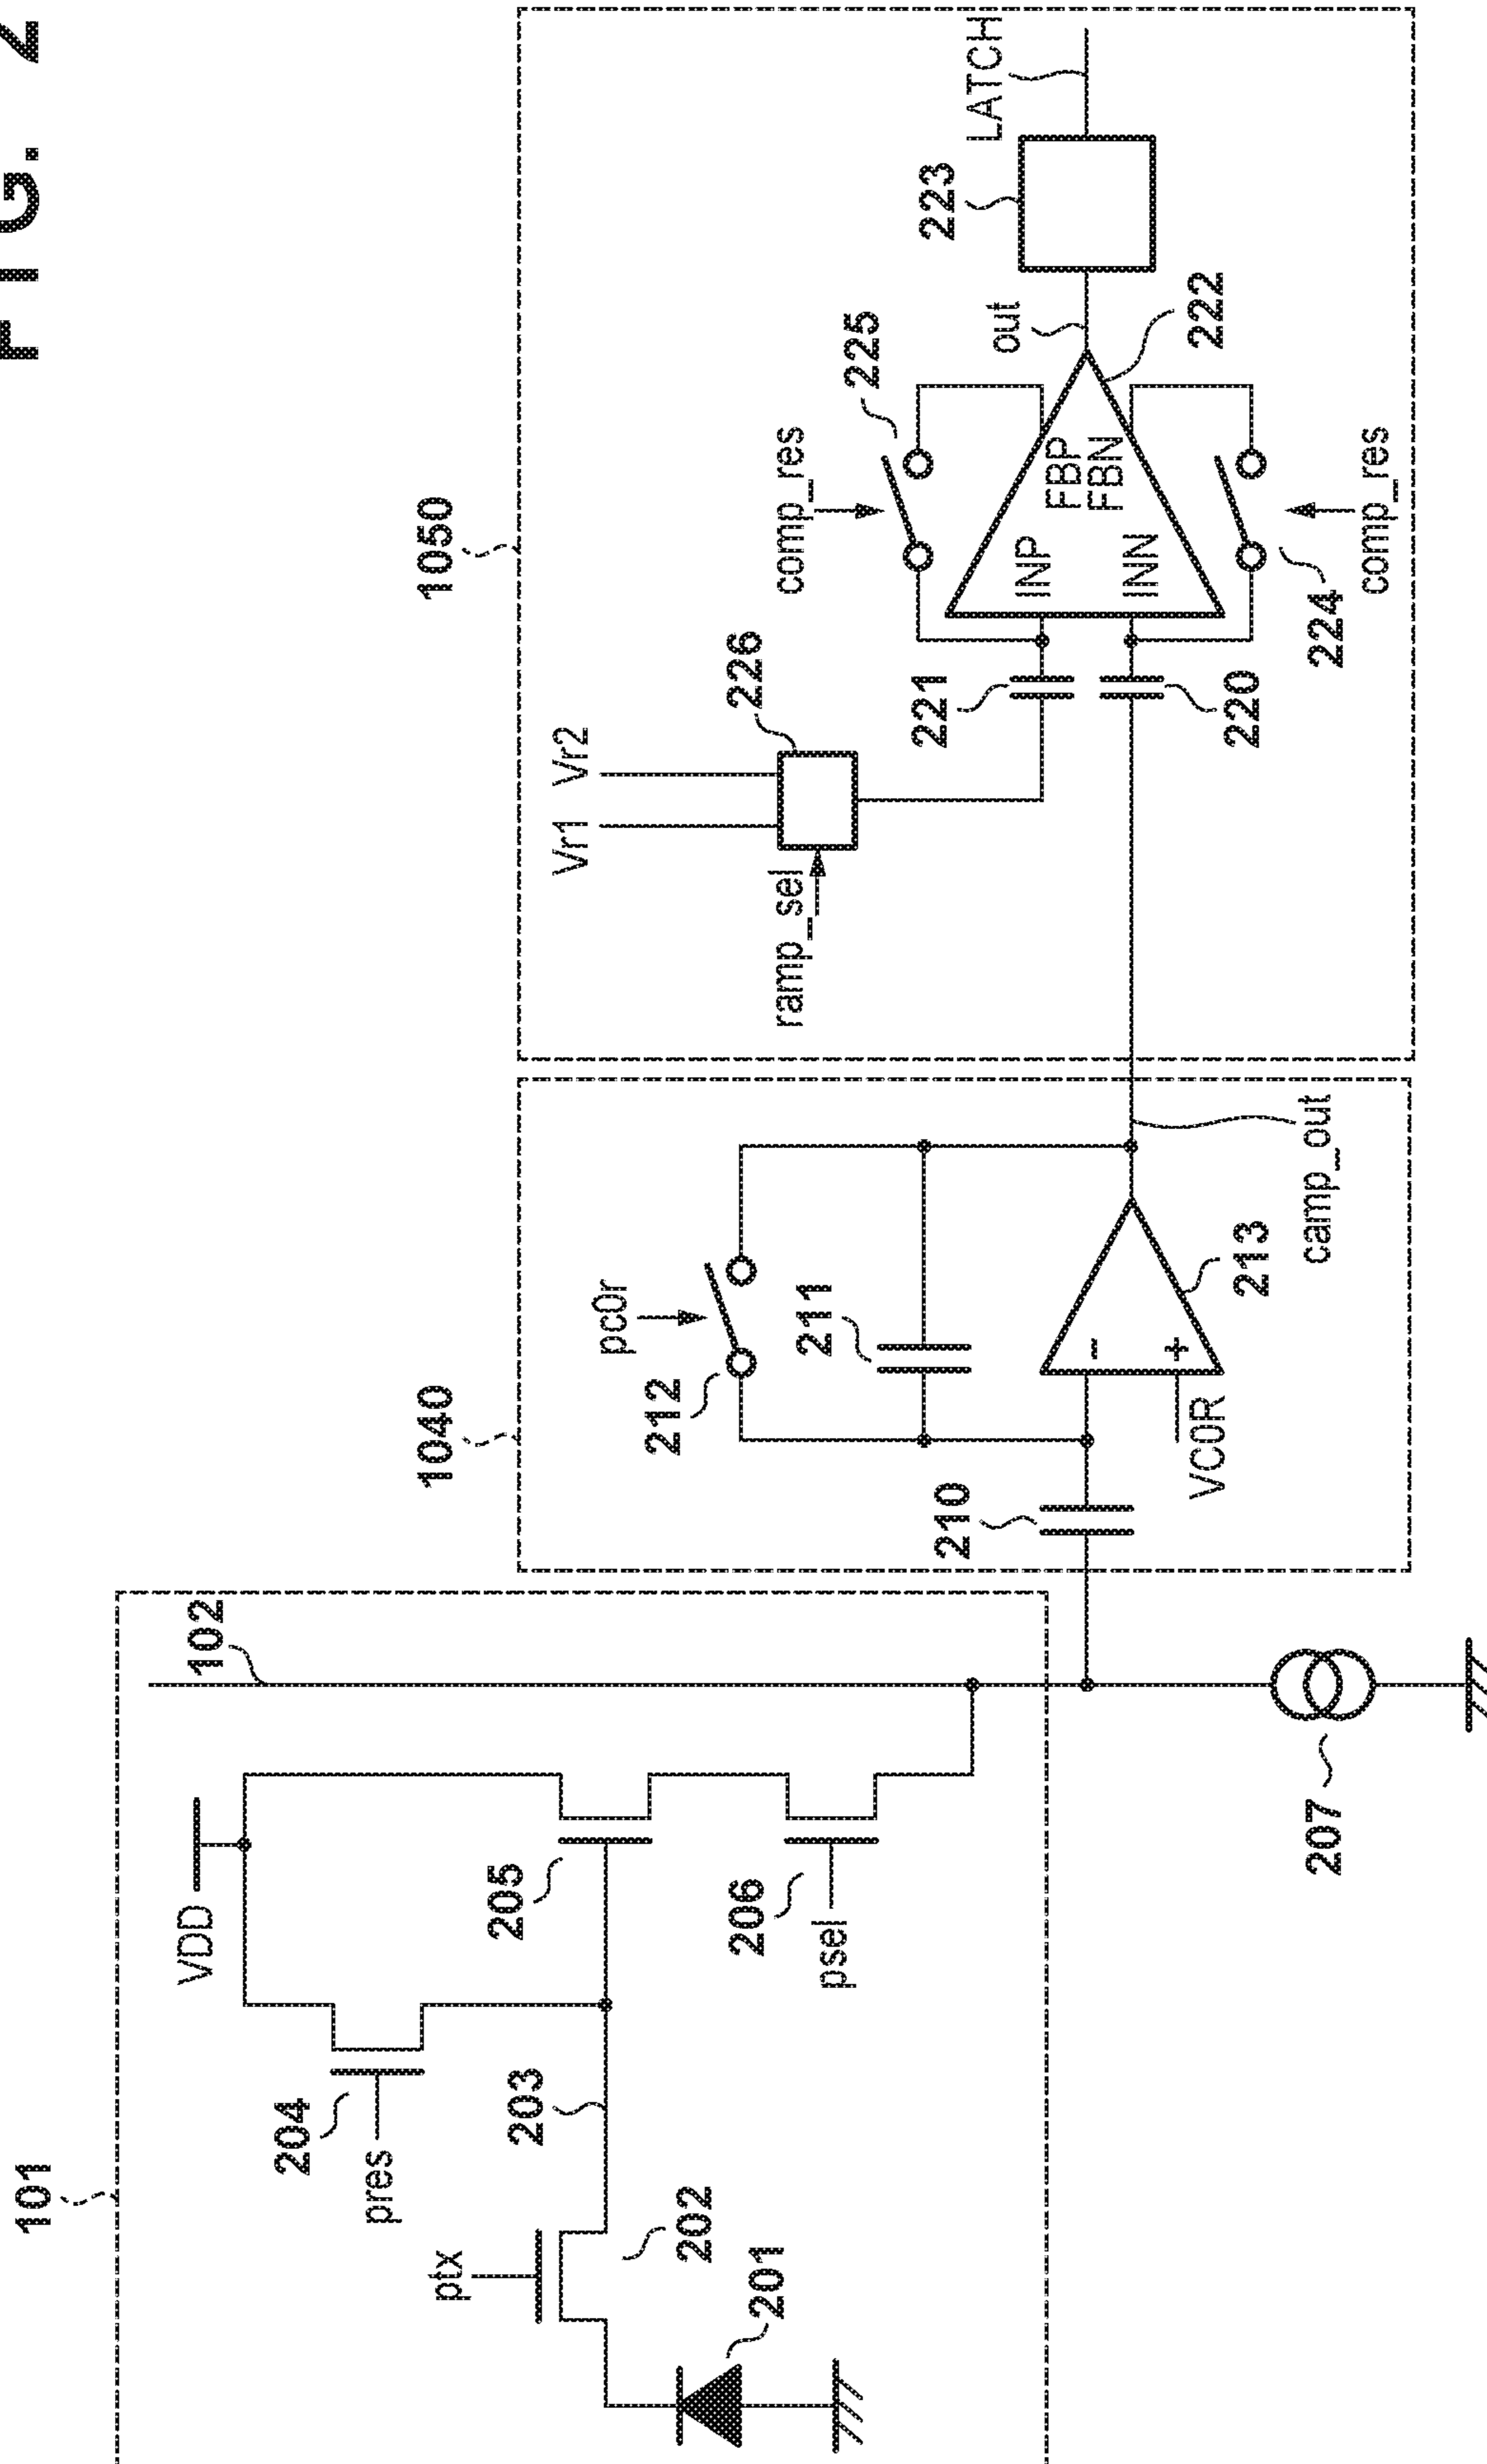 FIG. 2
101
VDD
102
pres
204
ptx
203
202
201
205
206
psel
207
1040
pc0r
212
211
210
-
+
VC0R
213
camp_out
1050
Vr1 Vr2
226
ramp_sel
comp_res
225
221
INP
INN
FBP
FBN
220
224
comp_res
222
out
223
LATCH